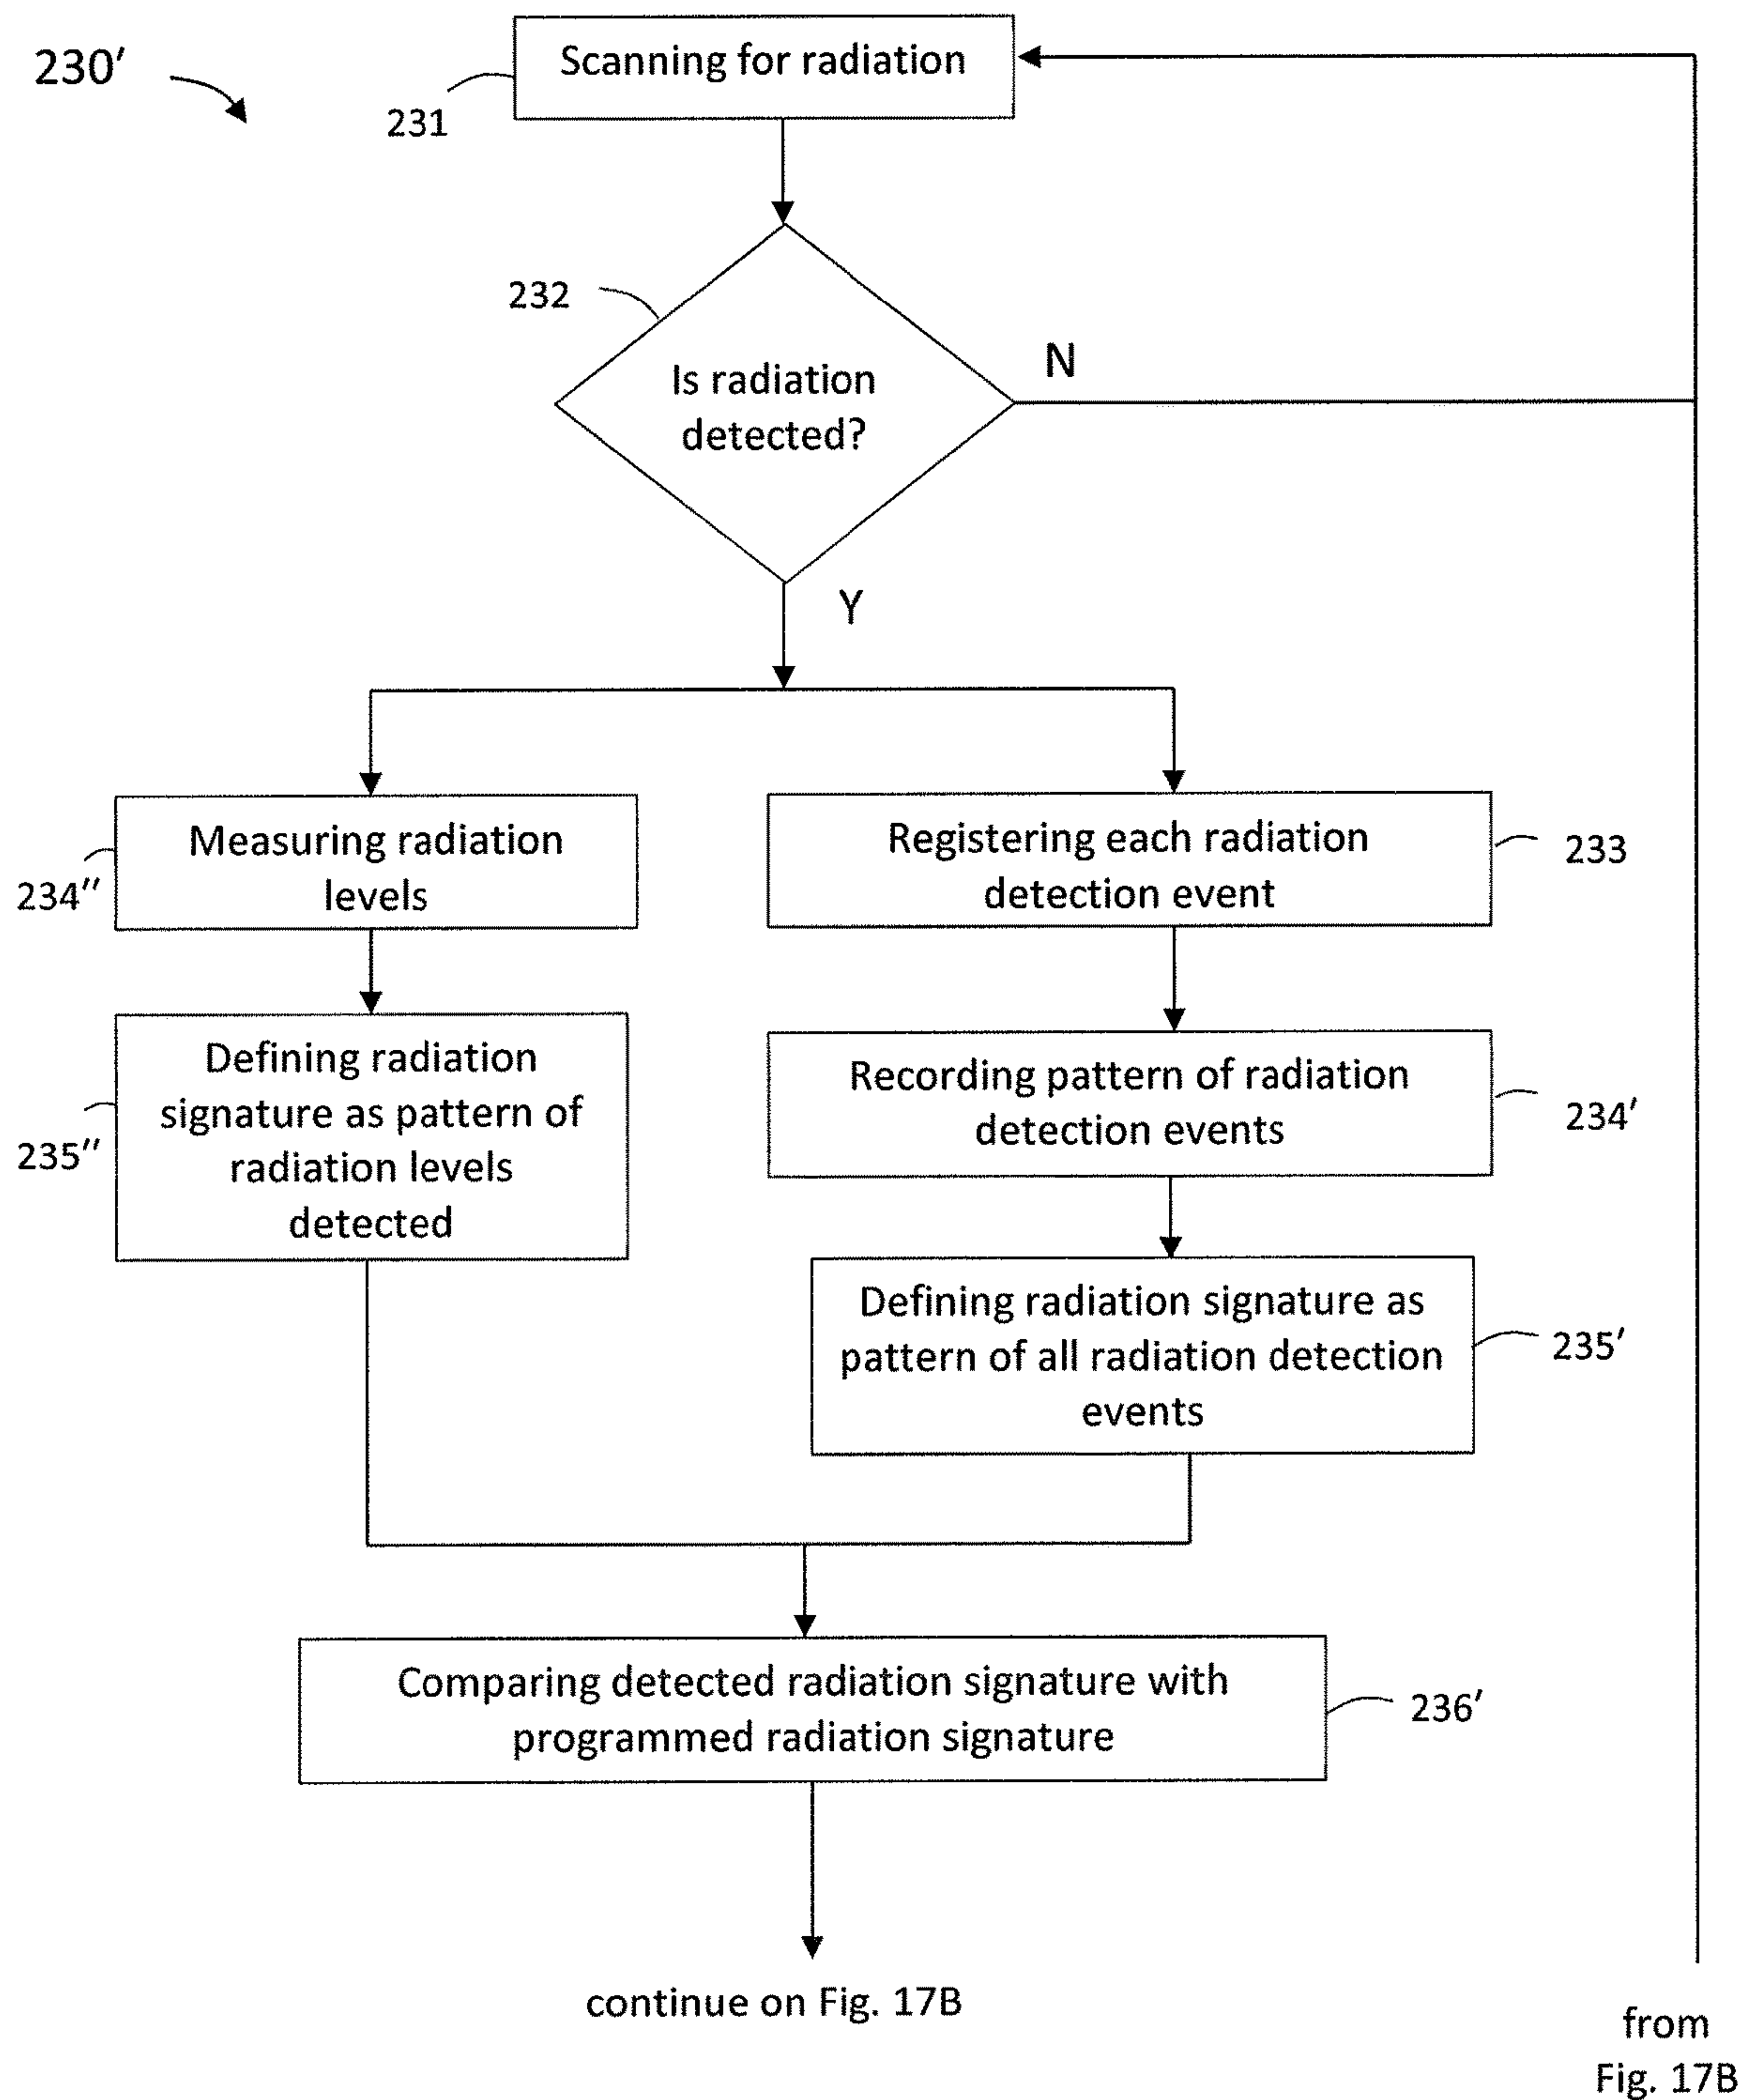 230′
Scanning for radiation
231
232
Is radiation
detected?
N
Y
Measuring radiation
levels
234′′
Registering each radiation
detection event
233
Defining radiation
signature as pattern of
radiation levels
detected
235′′
Recording pattern of radiation
detection events
234′
Defining radiation signature as
pattern of all radiation detection
events
235′
Comparing detected radiation signature with
programmed radiation signature
236′
continue on Fig. 17B
from
Fig. 17B